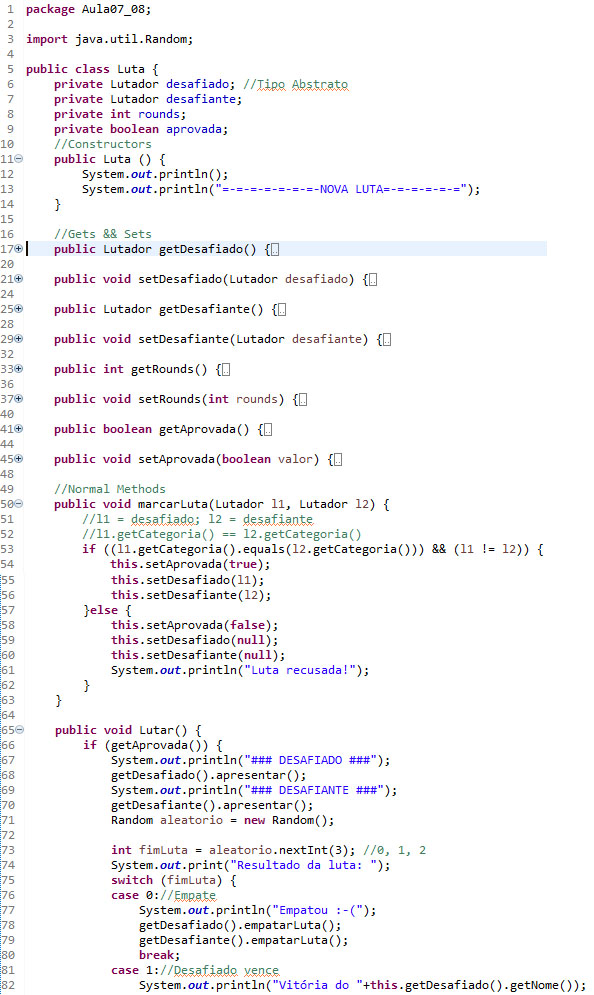 1 package Aula07_08;
2
3 import java.util.Random;
4
5 public class Luta {
6     private Lutador desafiado; //Tipo Abstrato
7     private Lutador desafiante;
8     private int rounds;
9     private boolean aprovada;
10     //Constructors
11     public Luta () {
12         System.out.println();
13         System.out.println("=-=-=-=-=-=-=-NOVA LUTA=-=-=-=-=-=");
14     }
15
16     //Gets && Sets
17     public Lutador getDesafiado() {..
20
21     public void setDesafiado(Lutador desafiado) {..
24
25     public Lutador getDesafiante() {..
28
29     public void setDesafiante(Lutador desafiante) {..
32
33     public int getRounds() {..
36
37     public void setRounds(int rounds) {..
40
41     public boolean getAprovada() {..
44
45     public void setAprovada(boolean valor) {..
48
49     //Normal Methods
50     public void marcarLuta(Lutador l1, Lutador l2) {
51         //l1 = desafiado; l2 = desafiante
52         //l1.getCategoria() == l2.getCategoria()
53         if ((l1.getCategoria().equals(l2.getCategoria())) && (l1 != l2)) {
54             this.setAprovada(true);
55             this.setDesafiado(l1);
56             this.setDesafiante(l2);
57         }else {
58             this.setAprovada(false);
59             this.setDesafiado(null);
60             this.setDesafiante(null);
61             System.out.println("Luta recusada!");
62         }
63     }
64
65     public void Lutar() {
66         if (getAprovada()) {
67             System.out.println("### DESAFIADO ###");
68             getDesafiado().apresentar();
69             System.out.println("### DESAFIANTE ###");
70             getDesafiante().apresentar();
71             Random aleatorio = new Random();
72
73             int fimLuta = aleatorio.nextInt(3); //0, 1, 2
74             System.out.print("Resultado da luta: ");
75             switch (fimLuta) {
76             case 0://Empate
77                 System.out.println("Empatou :-(");
78                 getDesafiado().empatarLuta();
79                 getDesafiante().empatarLuta();
80                 break;
81             case 1://Desafiado vence
82                 System.out.println("Vitória do "+this.getDesafiado().getNome());